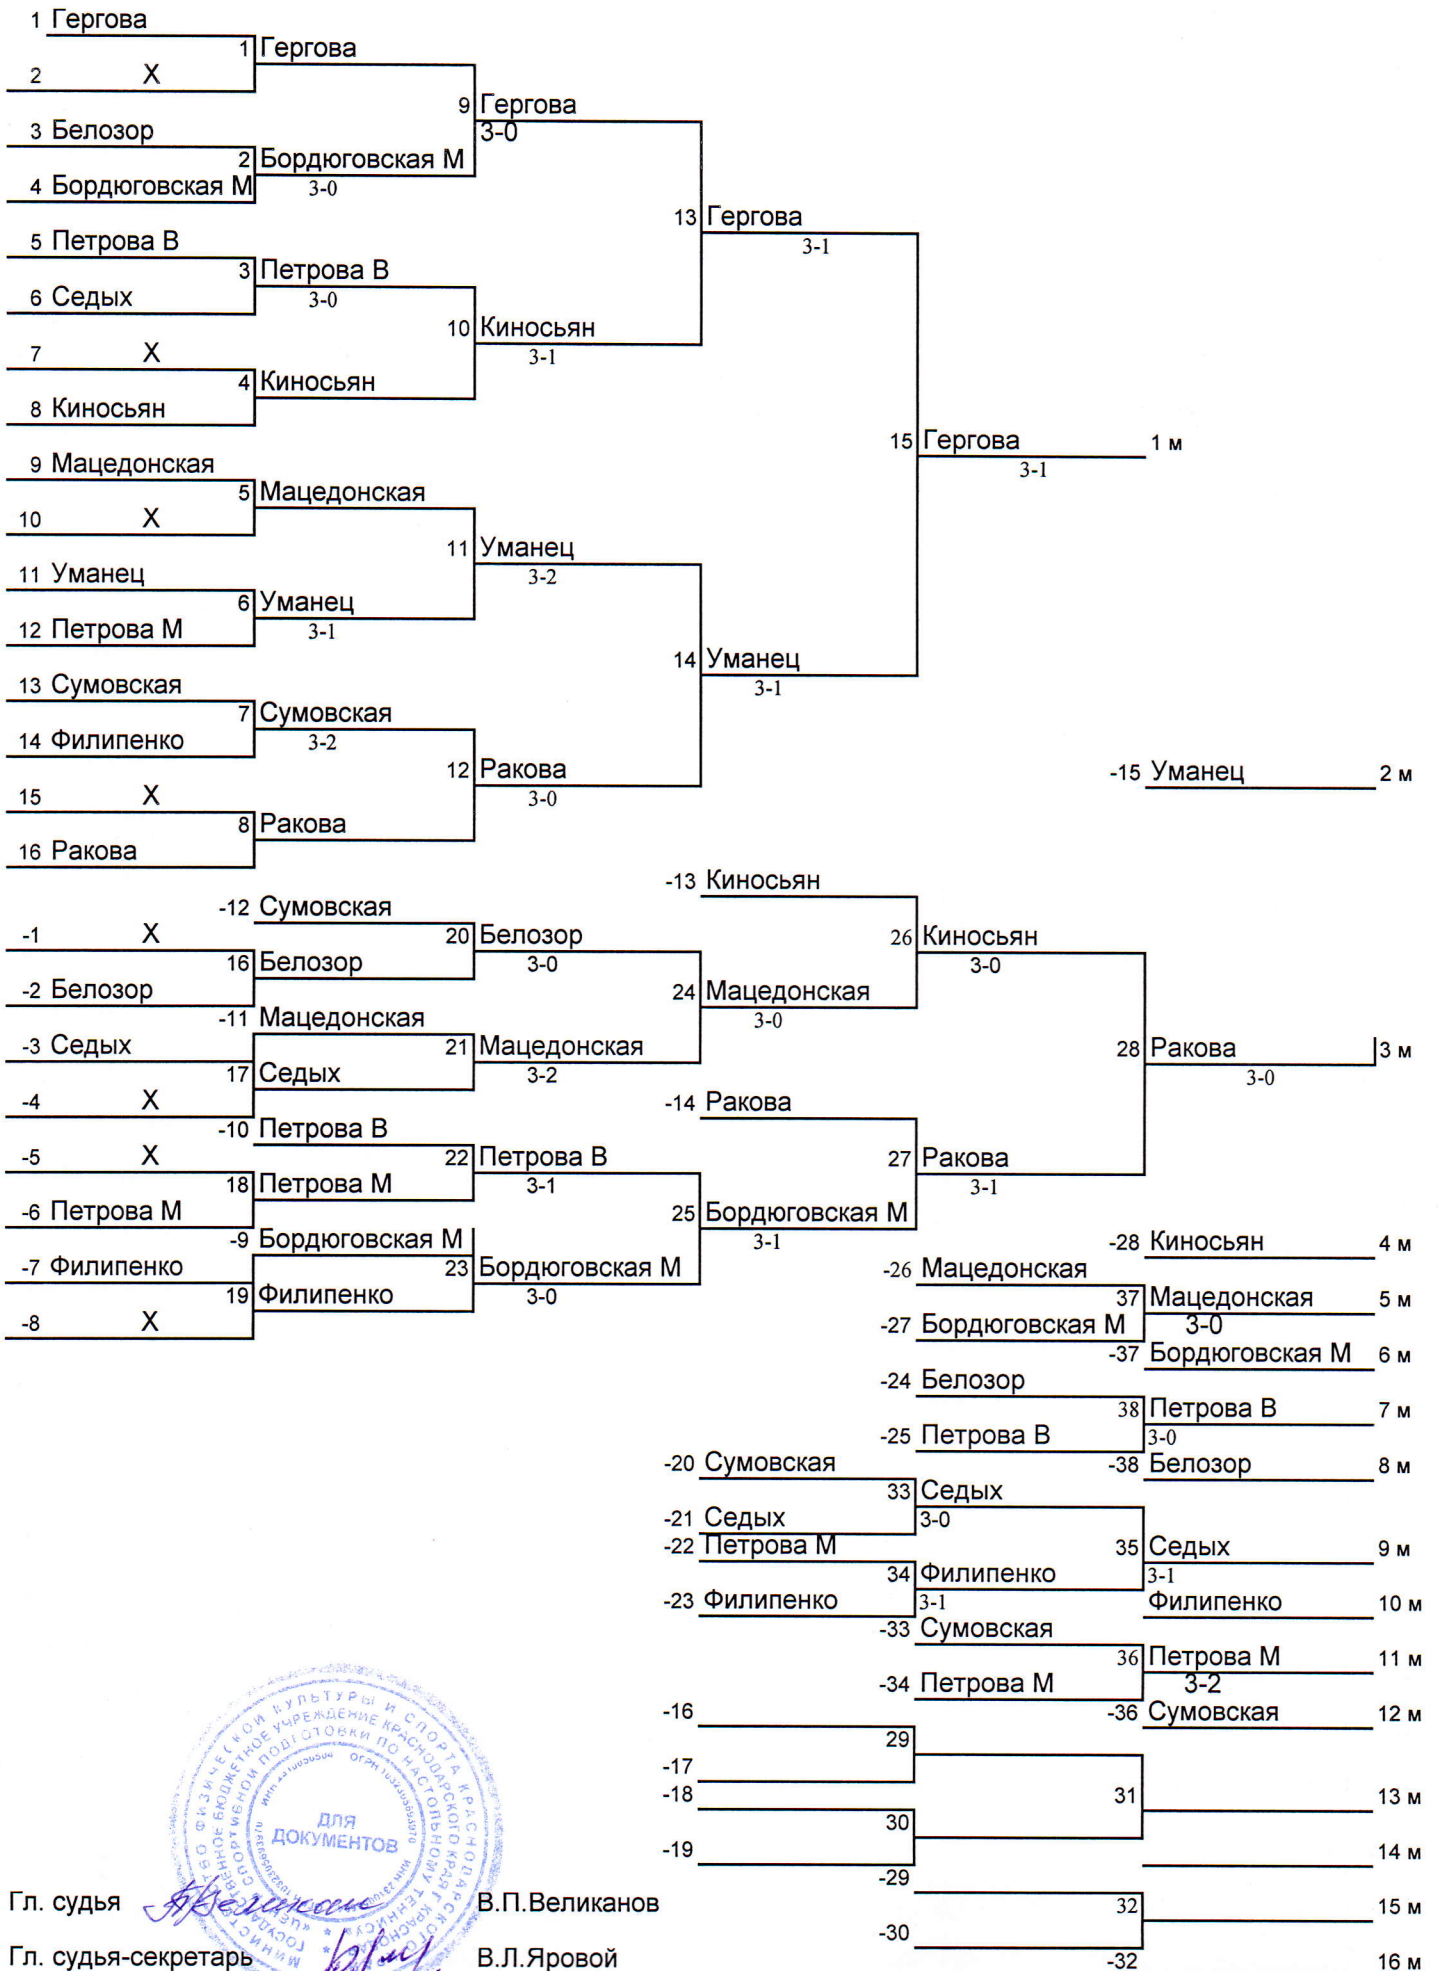 1 Гергова
1 Гергова
2 X
9 Гергова
3-0
3 Белозор
2 Бордюговская М
3-0
4 Бордюговская М
13 Гергова
3-1
5 Петрова В
3 Петрова В
3-0
6 Седых
10 Киносьян
3-1
7 X
4 Киносьян
8 Киносьян
15 Гергова 1 м
3-1
9 Мацедонская
5 Мацедонская
10 X
11 Уманец
3-2
11 Уманец
6 Уманец
3-1
12 Петрова М
14 Уманец
3-1
13 Сумовская
7 Сумовская
3-2
14 Филипенко
12 Ракова
3-0
-15 Уманец 2 м
15 X
8 Ракова
16 Ракова
-13 Киносьян
-12 Сумовская
-1 X
20 Белозор
3-0
26 Киносьян
3-0
16 Белозор
-2 Белозор
24 Мацедонская
3-0
-11 Мацедонская
-3 Седых
21 Мацедонская
3-2
28 Ракова 3 м
3-0
17 Седых
-4 X
-14 Ракова
-10 Петрова В
-5 X
22 Петрова В
3-1
27 Ракова
3-1
18 Петрова М
-6 Петрова М
25 Бордюговская М
3-1
-9 Бордюговская М
-28 Киносьян 4 м
-7 Филипенко
23 Бордюговская М
3-0
-26 Мацедонская
19 Филипенко
37 Мацедонская 5 м
3-0
-8 X
-27 Бордюговская М
-37 Бордюговская М 6 м
-24 Белозор
38 Петрова В 7 м
3-0
-25 Петрова В
-20 Сумовская
-38 Белозор 8 м
33 Седых
3-0
-21 Седых
-22 Петрова М
35 Седых 9 м
3-1
34 Филипенко
3-1
-23 Филипенко
Филипенко 10 м
-33 Сумовская
36 Петрова М 11 м
3-2
-34 Петрова М
-16
-36 Сумовская 12 м
29
-17
-18
31 13 м
30
-19
14 м
-29
32 15 м
-30
-32 16 м
ДЛЯ
ДОКУМЕНТОВ
Гл. судья В.П.Великанов
Гл. судья-секретарь В.Л.Яровой